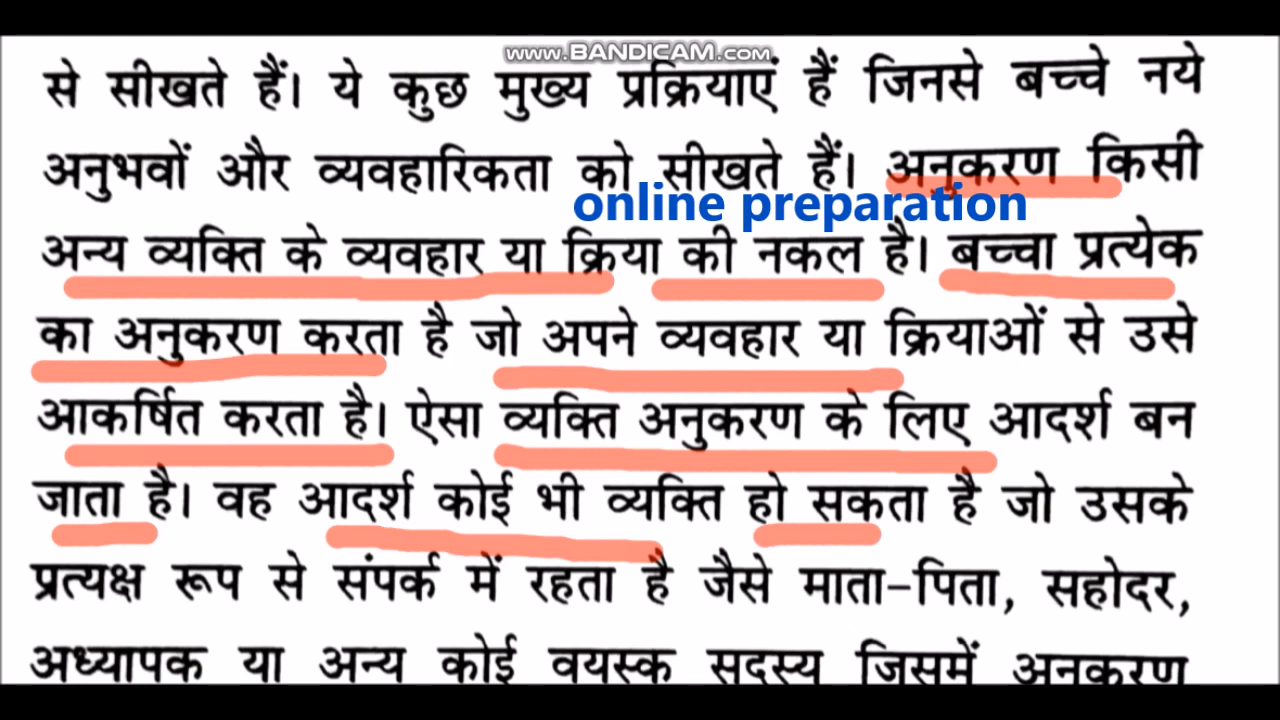 www.BANDICAM.com
से सीखते हैं। ये कुछ मुख्य प्रक्रियाएं हैं जिनसे बच्चे नये
अनुभवों और व्यवहारिकता को सीखते हैं। अनुकरण किसी
online preparation
अन्य व्यक्ति के व्यवहार या क्रिया की नकल है। बच्चा प्रत्येक
का अनुकरण करता है जो अपने व्यवहार या क्रियाओं से उसे
आकर्षित करता है। ऐसा व्यक्ति अनुकरण के लिए आदर्श बन
जाता है। वह आदर्श कोई भी व्यक्ति हो सकता है जो उसके
प्रत्यक्ष रूप से संपर्क में रहता है जैसे माता-पिता, सहोदर,
अध्यापक या अन्य कोई वयस्क सदस्य जिसमें अनुकरण